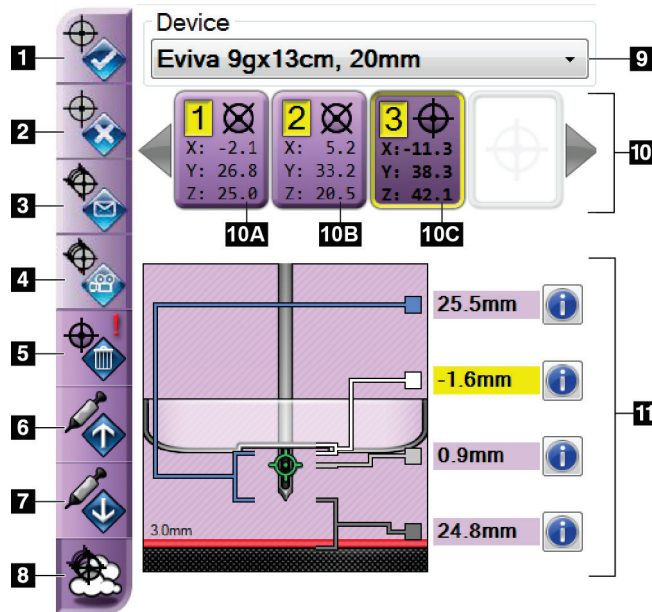 Device
1
Eviva 9gx13cm, 20mm
9
2
1
X: -2.1
Y: 26.8
Z: 25.0
2
X: 5.2
Y: 33.2
Z: 20.5
3
X:-11.3
Y: 38.3
Z: 42.1
10
3
10A
10B
10C
4
25.5mm
5
!
-1.6mm
6
11
0.9mm
7
24.8mm
3.0mm
8